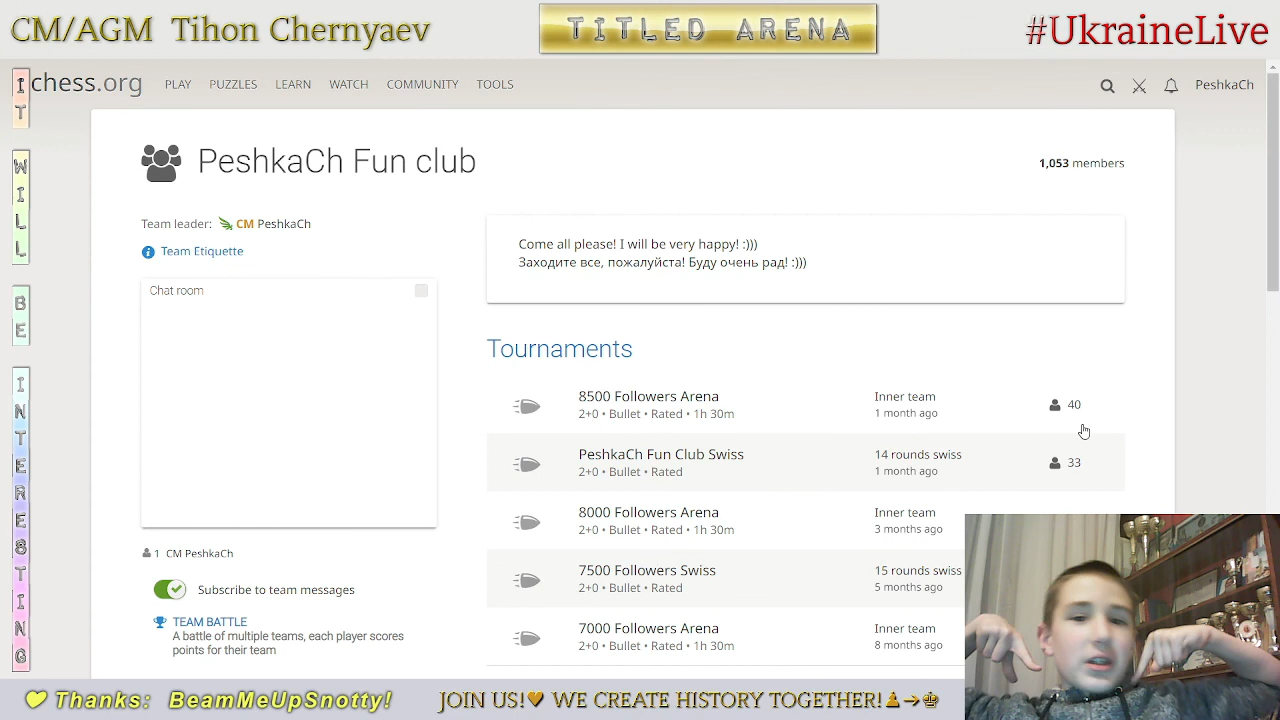 CM/AGM Tihon Chernyaev
TITLED ARENA
#UkraineLive
IT WILL BE INTERESTING
chess.org
PLAY PUZZLES LEARN WATCH COMMUNITY TOOLS
PeshkaCh
PeshkaCh Fun club
1,053 members
Team leader: CM PeshkaCh
Team Etiquette
Chat room
1 CM PeshkaCh
Subscribe to team messages
TEAM BATTLE
A battle of multiple teams, each player scores
points for their team
Come all please! I will be very happy! :)))
Заходите все, пожалуйста! Буду очень рад! :)))
Tournaments
8500 Followers Arena Inner team 40
2+0 • Bullet • Rated • 1h 30m 1 month ago
PeshkaCh Fun Club Swiss 14 rounds swiss 33
2+0 • Bullet • Rated 1 month ago
8000 Followers Arena Inner team
2+0 • Bullet • Rated • 1h 30m 3 months ago
7500 Followers Swiss 15 rounds swiss
2+0 • Bullet • Rated 5 months ago
7000 Followers Arena Inner team
2+0 • Bullet • Rated • 1h 30m 8 months ago
Thanks: BeamMeUpSnotty!
JOIN US!🧡 WE CREATE HISTORY TOGETHER!♟→♚